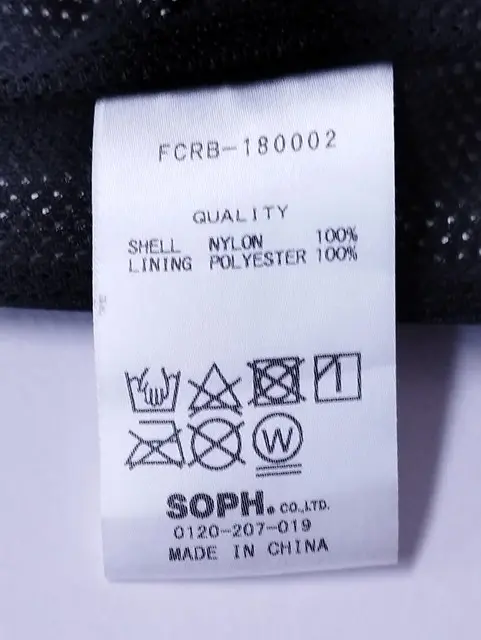 FCRB-180002
QUALITY
SHELL NYLON 100%
LINING POLYESTER 100%
W
SOPH. CO.,LTD.
0120-207-019
MADE IN CHINA